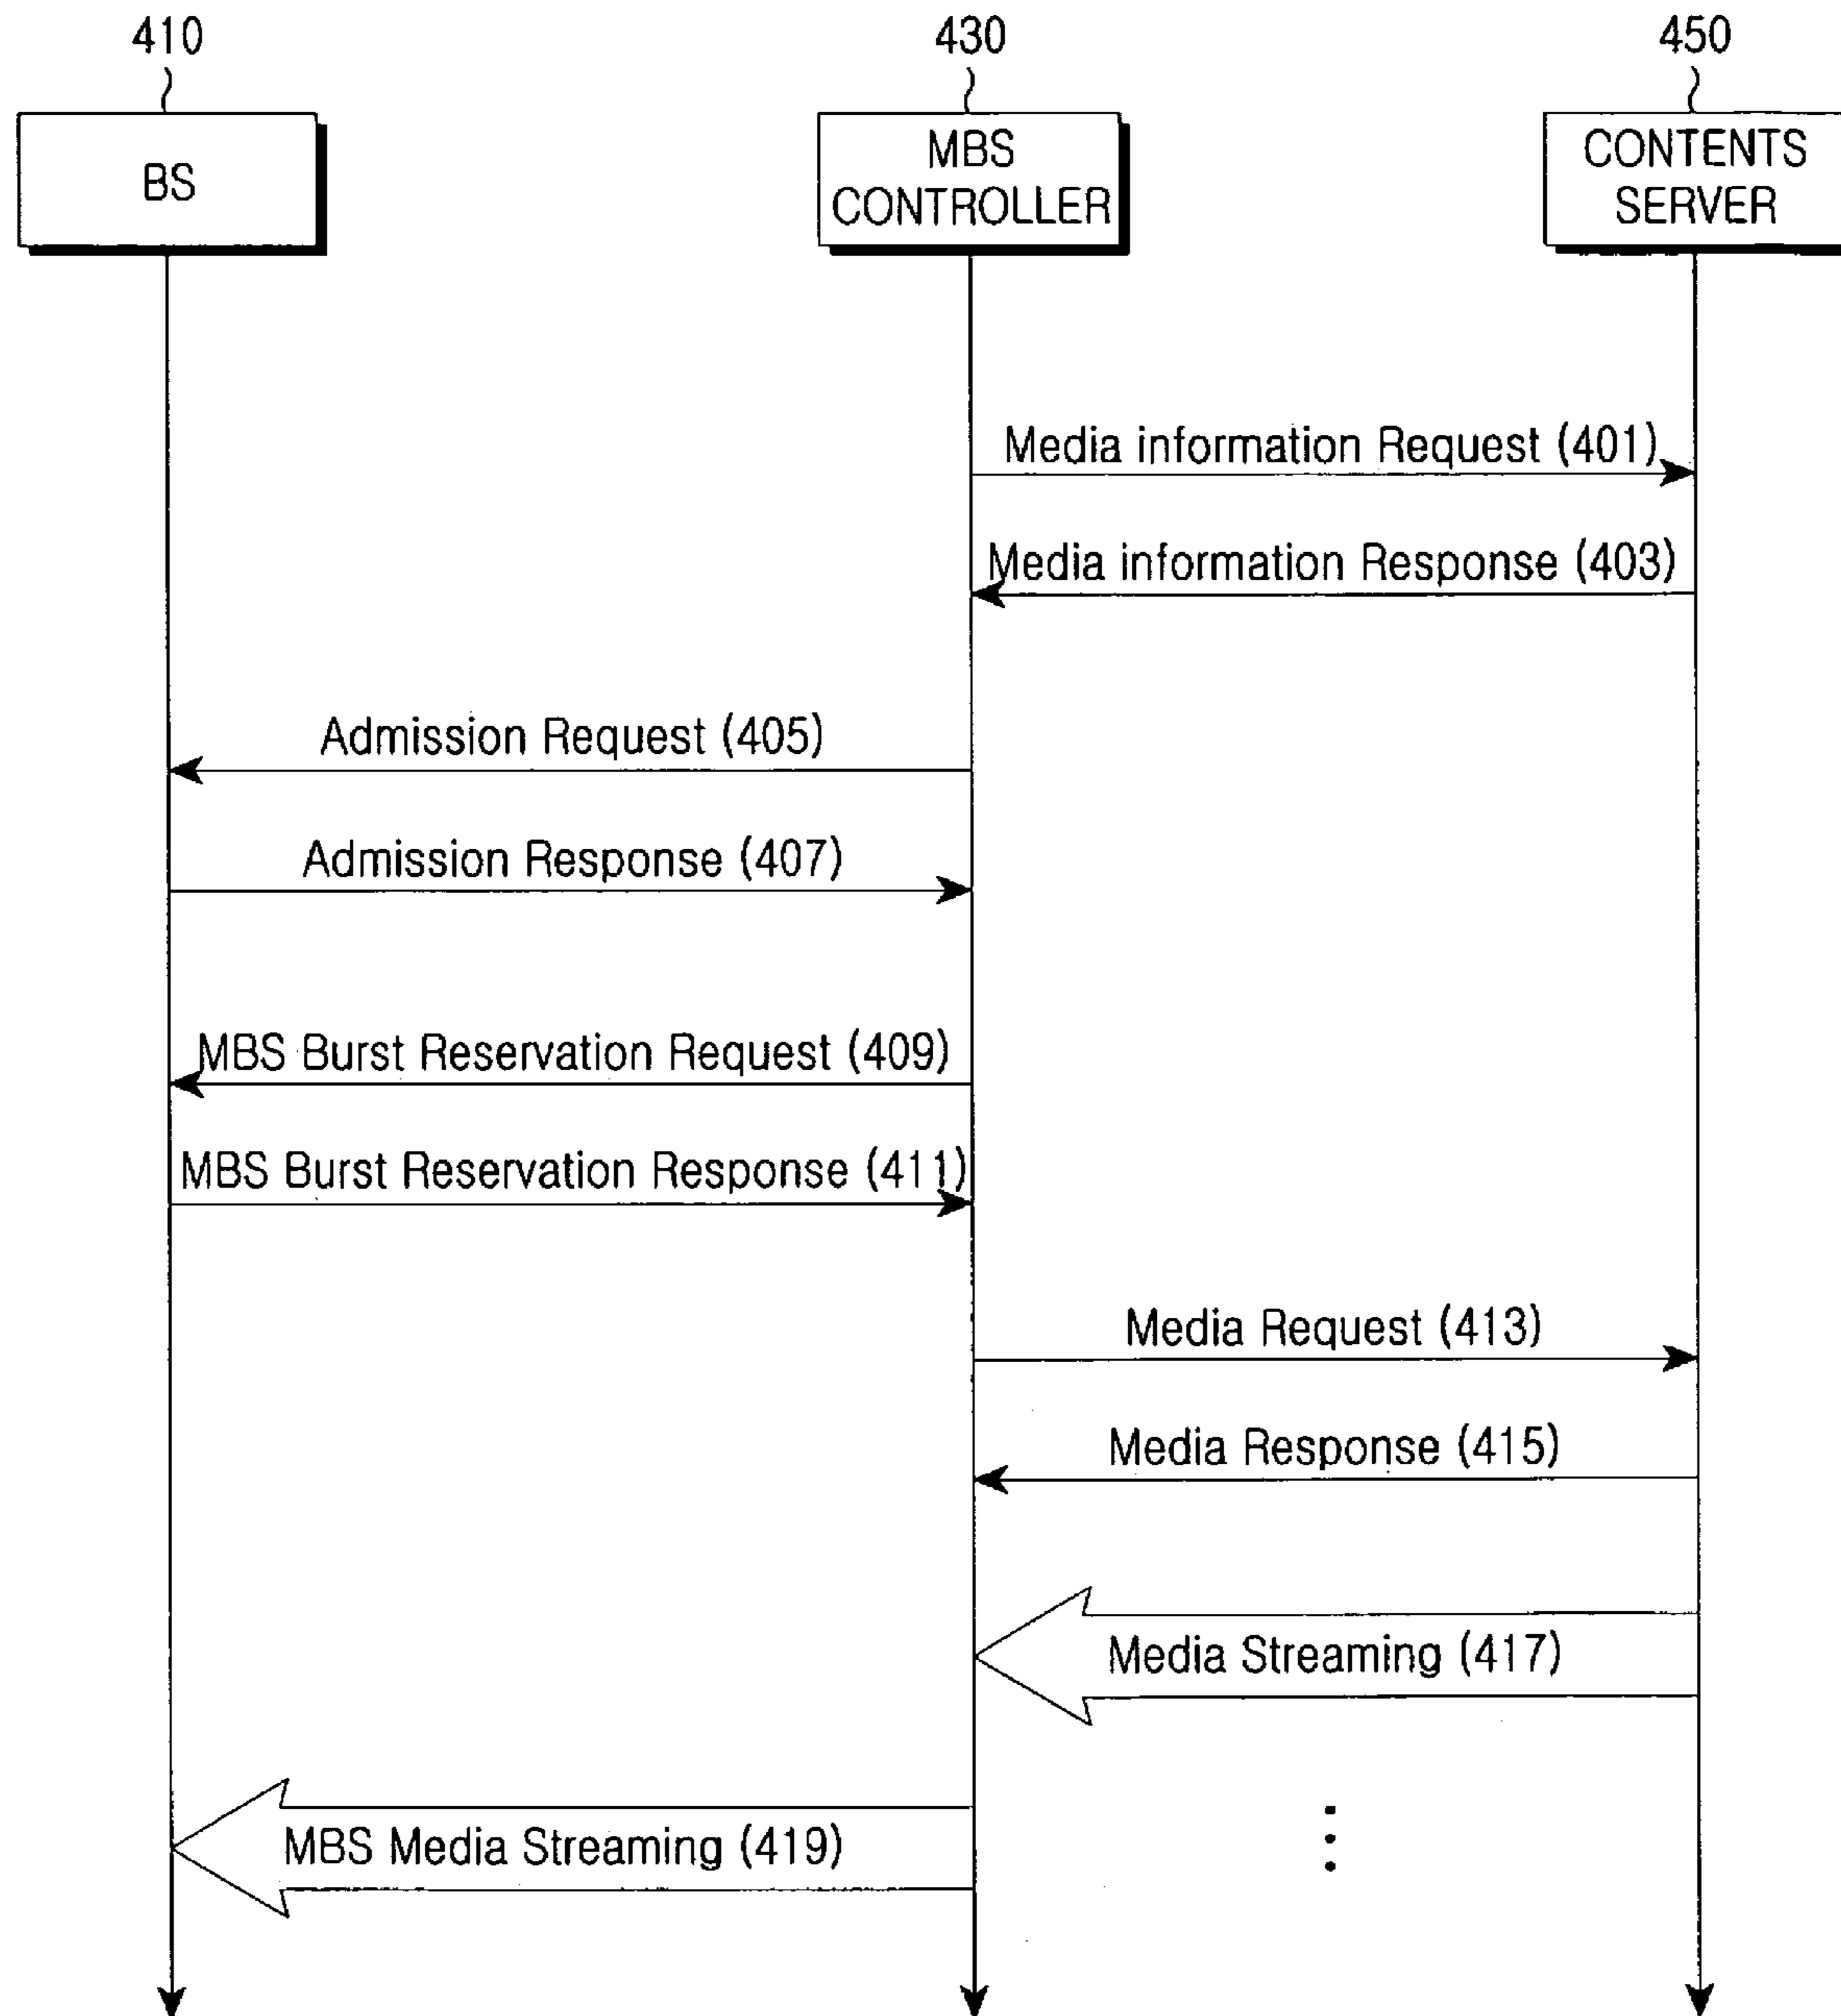 410
430
450
BS
MBS
CONTROLLER
CONTENTS
SERVER
Media information Request (401)
Media information Response (403)
Admission Request (405)
Admission Response (407)
MBS Burst Reservation Request (409)
MBS Burst Reservation Response (411)
Media Request (413)
Media Response (415)
Media Streaming (417)
MBS Media Streaming (419)